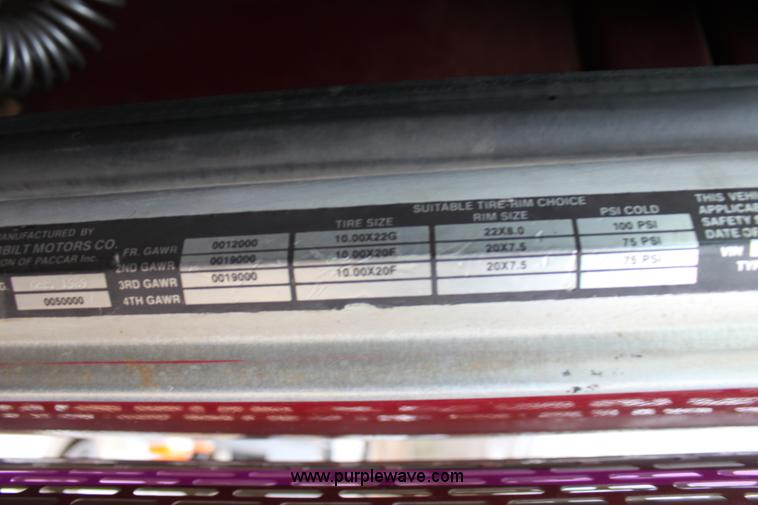 SUITABLE TIRE-RIM CHOICE
MANUFACTURED BY TIRE SIZE RIM SIZE PSI COLD THIS VEHI
BILT MOTORS CO. FR. GAWR 0012000 10.00X22G 22X8.0 100 PSI APPLICA
ON OF PACCAR Inc. 2ND GAWR 0019000 10.00X20F 20X7.5 75 PSI SAFETY
3RD GAWR 0019000 10.00X20F 20X7.5 75 PSI DATE OF
0050000 4TH GAWR VIN
TYP
www.purplewave.com